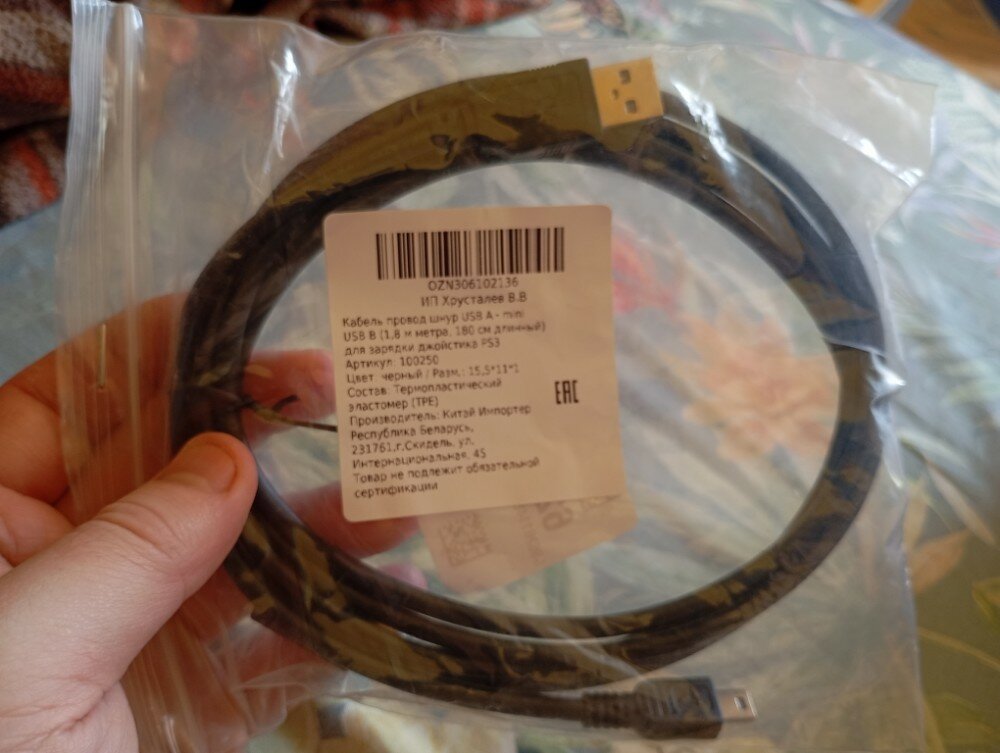 OZN306102136
ИП Хрусталев В.В
Кабель провод шнур USB A - mini
USB B (1,8 м метра, 180 см длинный)
для зарядки джойстика PS3
Артикул: 100250
Цвет: черный / Разм.: 15,5*11*1
Состав: Термопластический
эластомер (TPE)
Производитель: Китай Импортер
Республика Беларусь,
231761,г.Скидель, ул.
Интернациональная, 45
Товар не подлежит обязательной
сертификации
EAC